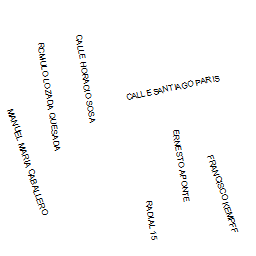 CALLE HORACIO SOSA
ROMULO LOZADA QUESADA
CALLE SANTIAGO PARIS
MANUEL MARIA CABALLERO
ERNESTO APONTE
FRANCISCO KEMPFF
RADIAL 15